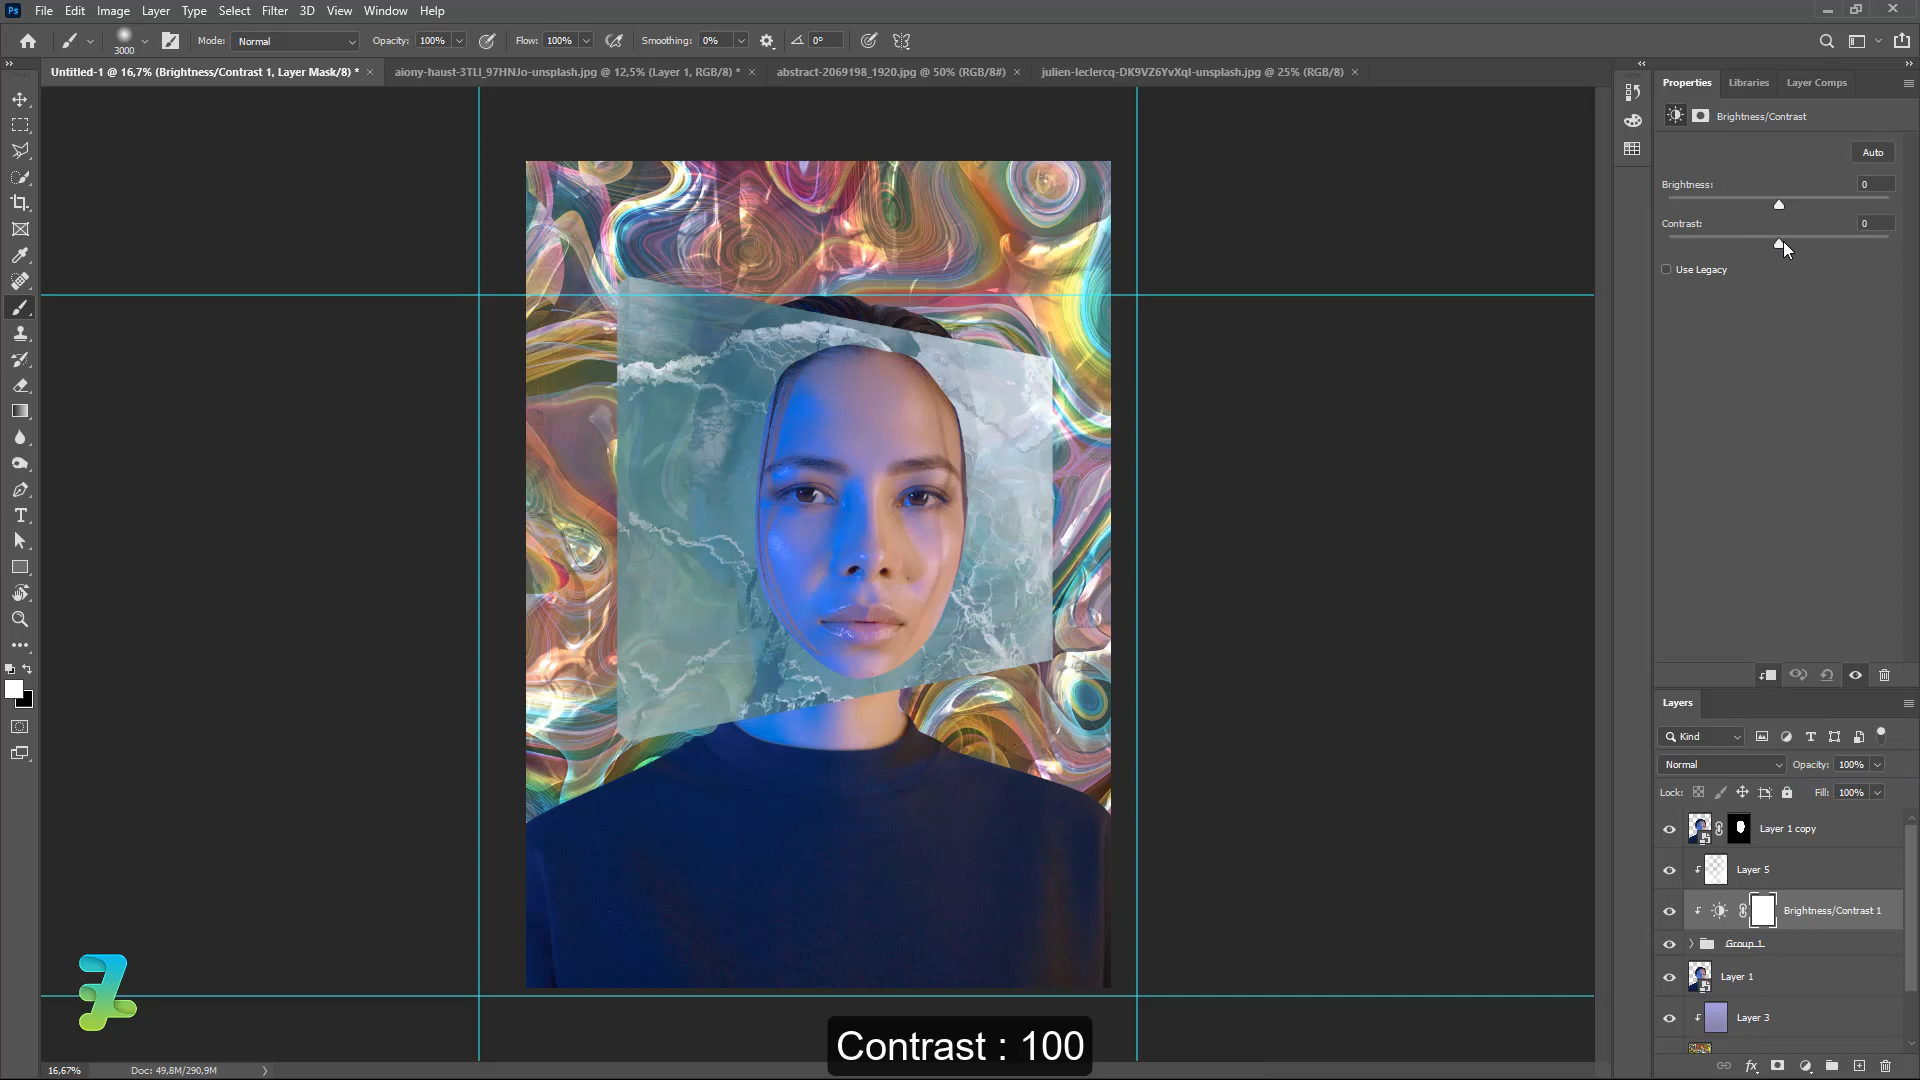 Ps File Edit Image Layer Type Select Filter 3D View Window Help
3000 Mode: Normal Opacity: 100% Flow: 100% Smoothing: 0% 0°
Untitled-1 @ 16,7% (Brightness/Contrast 1, Layer Mask/8) * × aiony-haust-3TLl_97HNJo-unsplash.jpg @ 12,5% (Layer 1, RGB/8) * × abstract-2069198_1920.jpg @ 50% (RGB/8#) × julien-leclercq-DK9VZ6YvXqI-unsplash.jpg @ 25% (RGB/8) ×
Properties Libraries Layer Comps
Brightness/Contrast
Auto
Brightness: 0
Contrast: 0
Use Legacy
Layers
Kind
Normal Opacity: 100%
Lock: Fill: 100%
Layer 1 copy
Layer 5
Brightness/Contrast 1
Group 1
Layer 1
Layer 3
Contrast : 100
16,67% Doc: 49,8M/290,9M